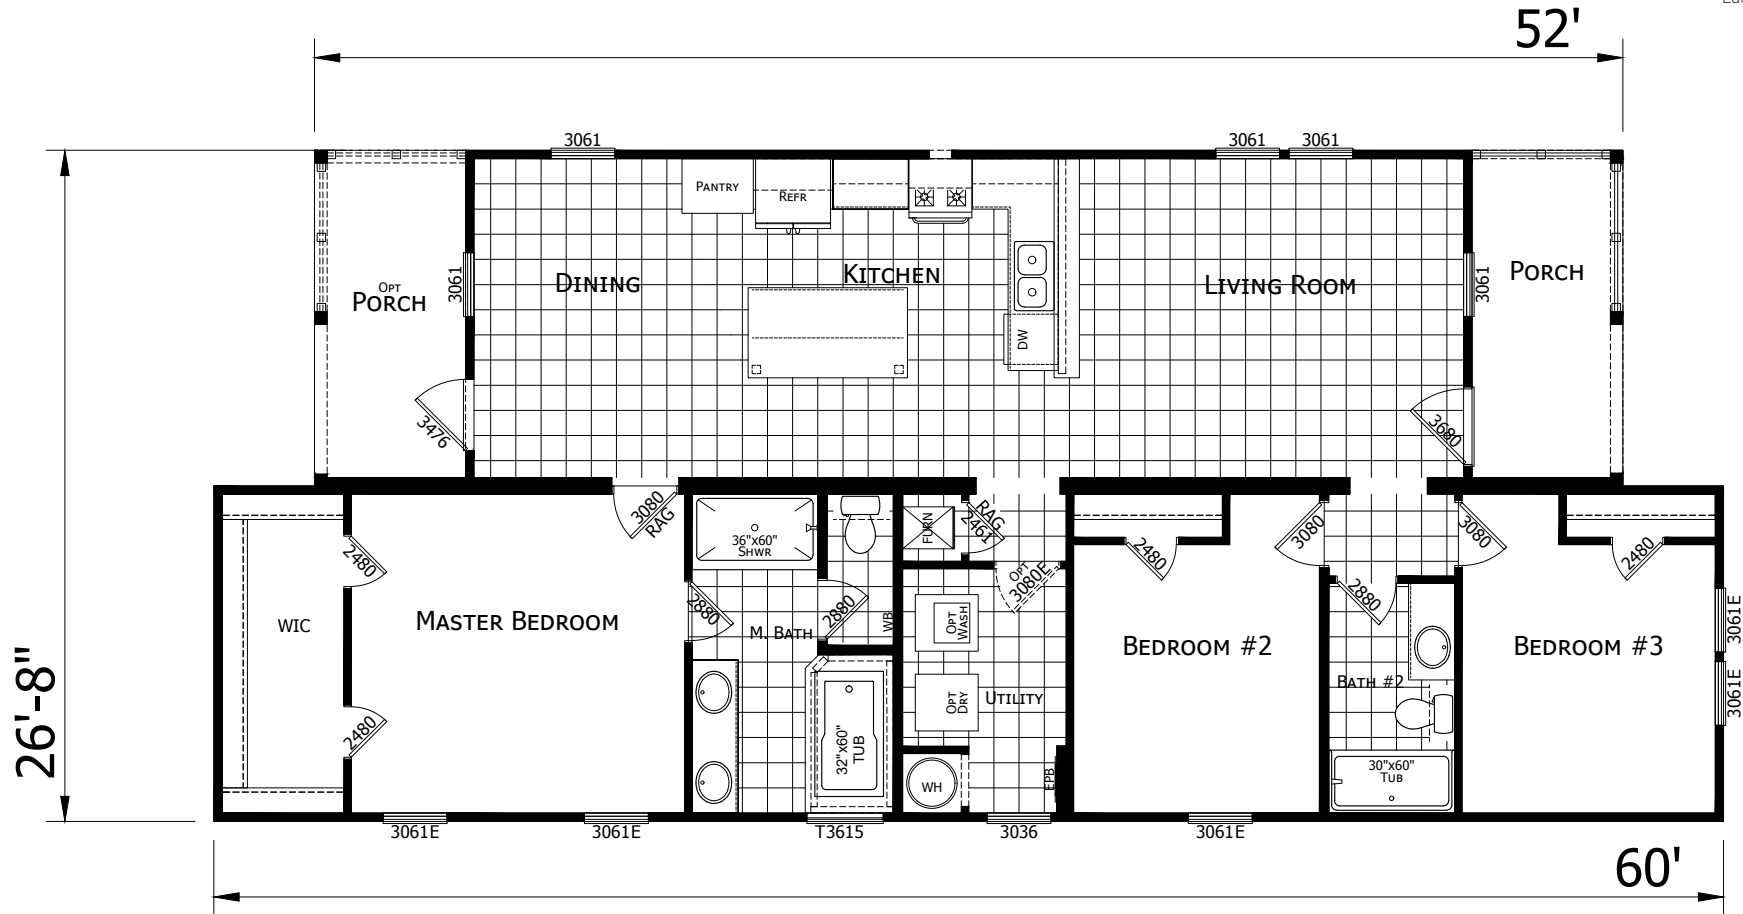 52'
3061
3061
3061
PANTRY
REFR
DINING
KITCHEN
LIVING ROOM
PORCH
OPT
PORCH
3061
3061
DW
3476
3680
3080
RAG
36"x60"
SHWR
FURN
RAG
2461
OPT
3080E
2480
3080
3080
2480
2480
WIC
MASTER BEDROOM
2880
M. BATH
2880
WB
OPT
WASH
BEDROOM #2
2880
BEDROOM #3
3061E
BATH #2
OPT
DRY
UTILITY
3061E
2480
32"x60"
TUB
WH
EPB
30"x60"
TUB
26'-8"
3061E
3061E
T3615
3036
3061E
60'